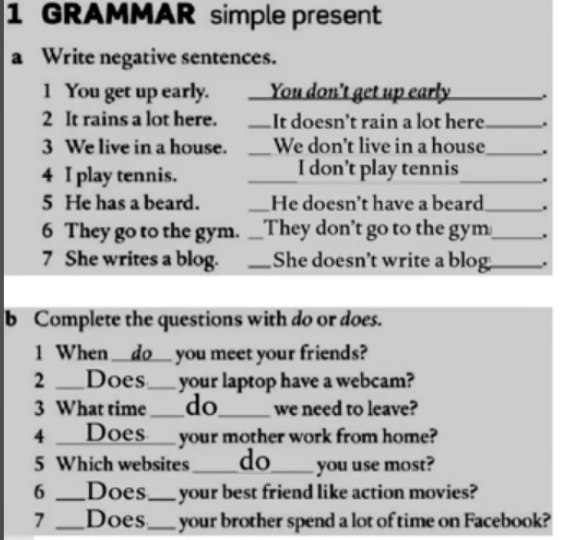 1 GRAMMAR simple present
a Write negative sentences.
1 You get up early. You don't get up early.
2 It rains a lot here. It doesn't rain a lot here.
3 We live in a house. We don't live in a house.
4 I play tennis. I don't play tennis.
5 He has a beard. He doesn't have a beard.
6 They go to the gym. They don't go to the gym.
7 She writes a blog. She doesn't write a blog.
b Complete the questions with do or does.
1 When do you meet your friends?
2 Does your laptop have a webcam?
3 What time do we need to leave?
4 Does your mother work from home?
5 Which websites do you use most?
6 Does your best friend like action movies?
7 Does your brother spend a lot of time on Facebook?